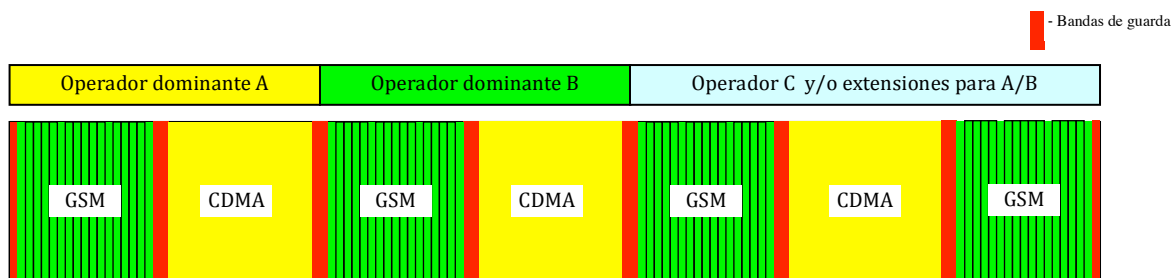 - Bandas de guarda
Operador dominante A
Operador dominante B
Operador C y/o extensiones para A/B
GSM
CDMA
GSM
CDMA
GSM
CDMA
GSM